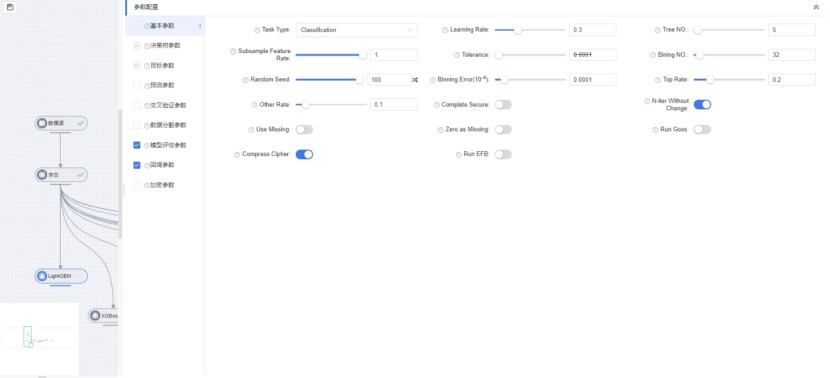 参数配置
基本参数
决策树参数
目标参数
预测参数
交叉验证参数
数据分割参数
模型评估参数
回调参数
加密参数
数据源
求交
LightGBM
XGBoo
Task Type: Classification
Learning Rate: 0.3
Tree NO.: 5
Subsample Feature
Rate: 1
Tolerance: 0.0001
Bining NO.: 32
Random Seed: 100
Binning Error(10⁻⁴): 0.0001
Top Rate: 0.2
Other Rate: 0.1
Complete Secure:
N-iter Without
Change:
Use Missing:
Zero as Missing:
Run Goss:
Compress Cipher:
Run EFB: